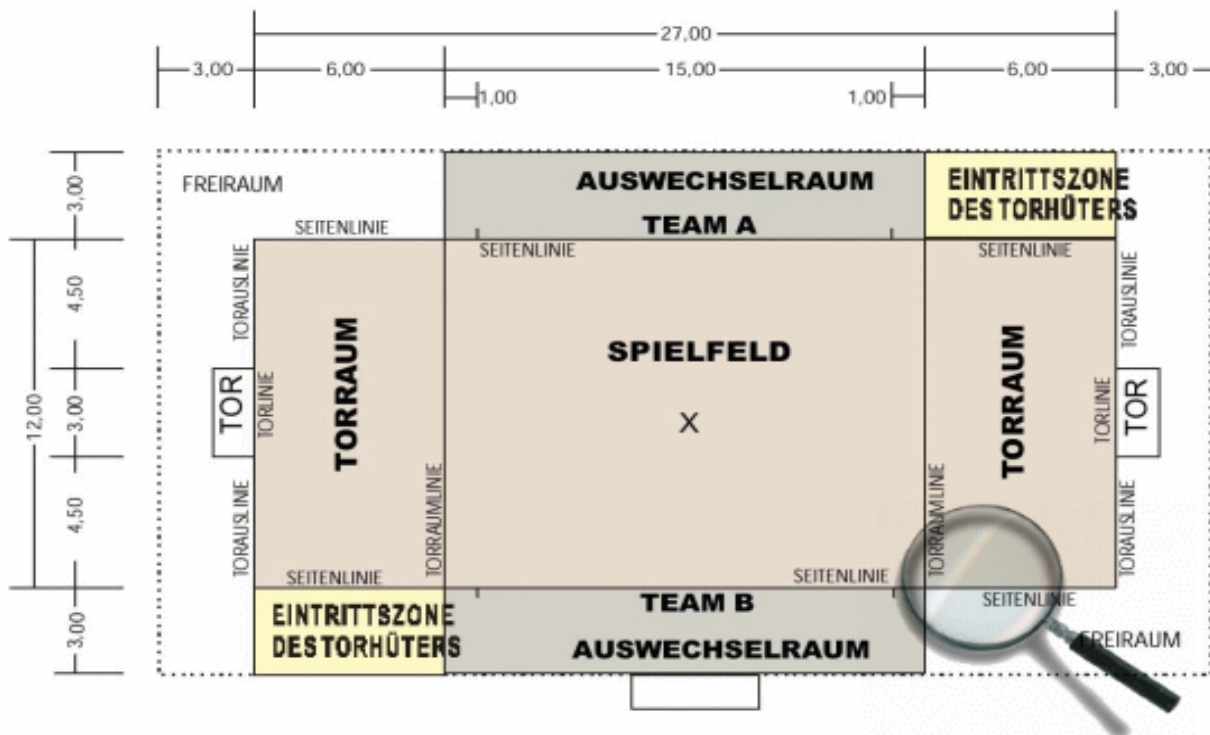 27,00
3,00 6,00 15,00 6,00 3,00
1,00 1,00
FREIRAUM
AUSWECHSELRAUM
EINTRITTSZONE
DES TORHÜTERS
3,00
SEITENLINIE
TEAM A
SEITENLINIE
SEITENLINIE
4,50
TORAUSLINIE
TORAUSLINIE
SPIELFELD
TORRAUM
TORRAUM
12,00
3,00
TOR
TORLINIE
X
TORLINIE
TOR
4,50
TORAUSLINIE
TORRAUMLINIE
TORRAUMLINIE
TORAUSLINIE
SEITENLINIE
SEITENLINIE
SEITENLINIE
3,00
EINTRITTSZONE
DES TORHÜTERS
TEAM B
AUSWECHSELRAUM
FREIRAUM